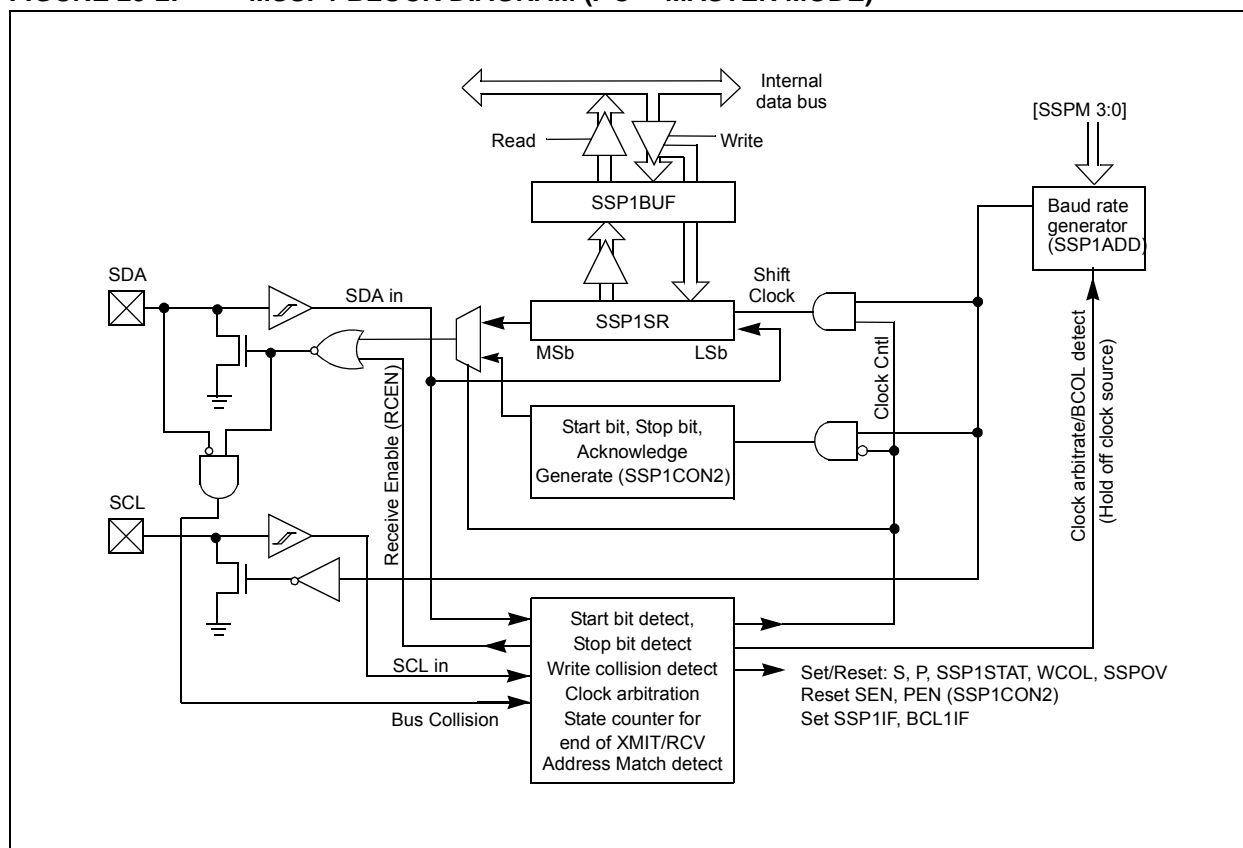 Internal
data bus
[SSPM 3:0]
Read
Write
SSP1BUF
Baud rate
generator
(SSP1ADD)
SDA
SDA in
Shift
Clock
SSP1SR
MSb
LSb
Start bit, Stop bit,
Acknowledge
Generate (SSP1CON2)
Receive Enable (RCEN)
Clock Cntl
Clock arbitrate/BCOL detect
(Hold off clock source)
SCL
SCL in
Bus Collision
Start bit detect,
Stop bit detect
Write collision detect
Clock arbitration
State counter for
end of XMIT/RCV
Address Match detect
Set/Reset: S, P, SSP1STAT, WCOL, SSPOV
Reset SEN, PEN (SSP1CON2)
Set SSP1IF, BCL1IF